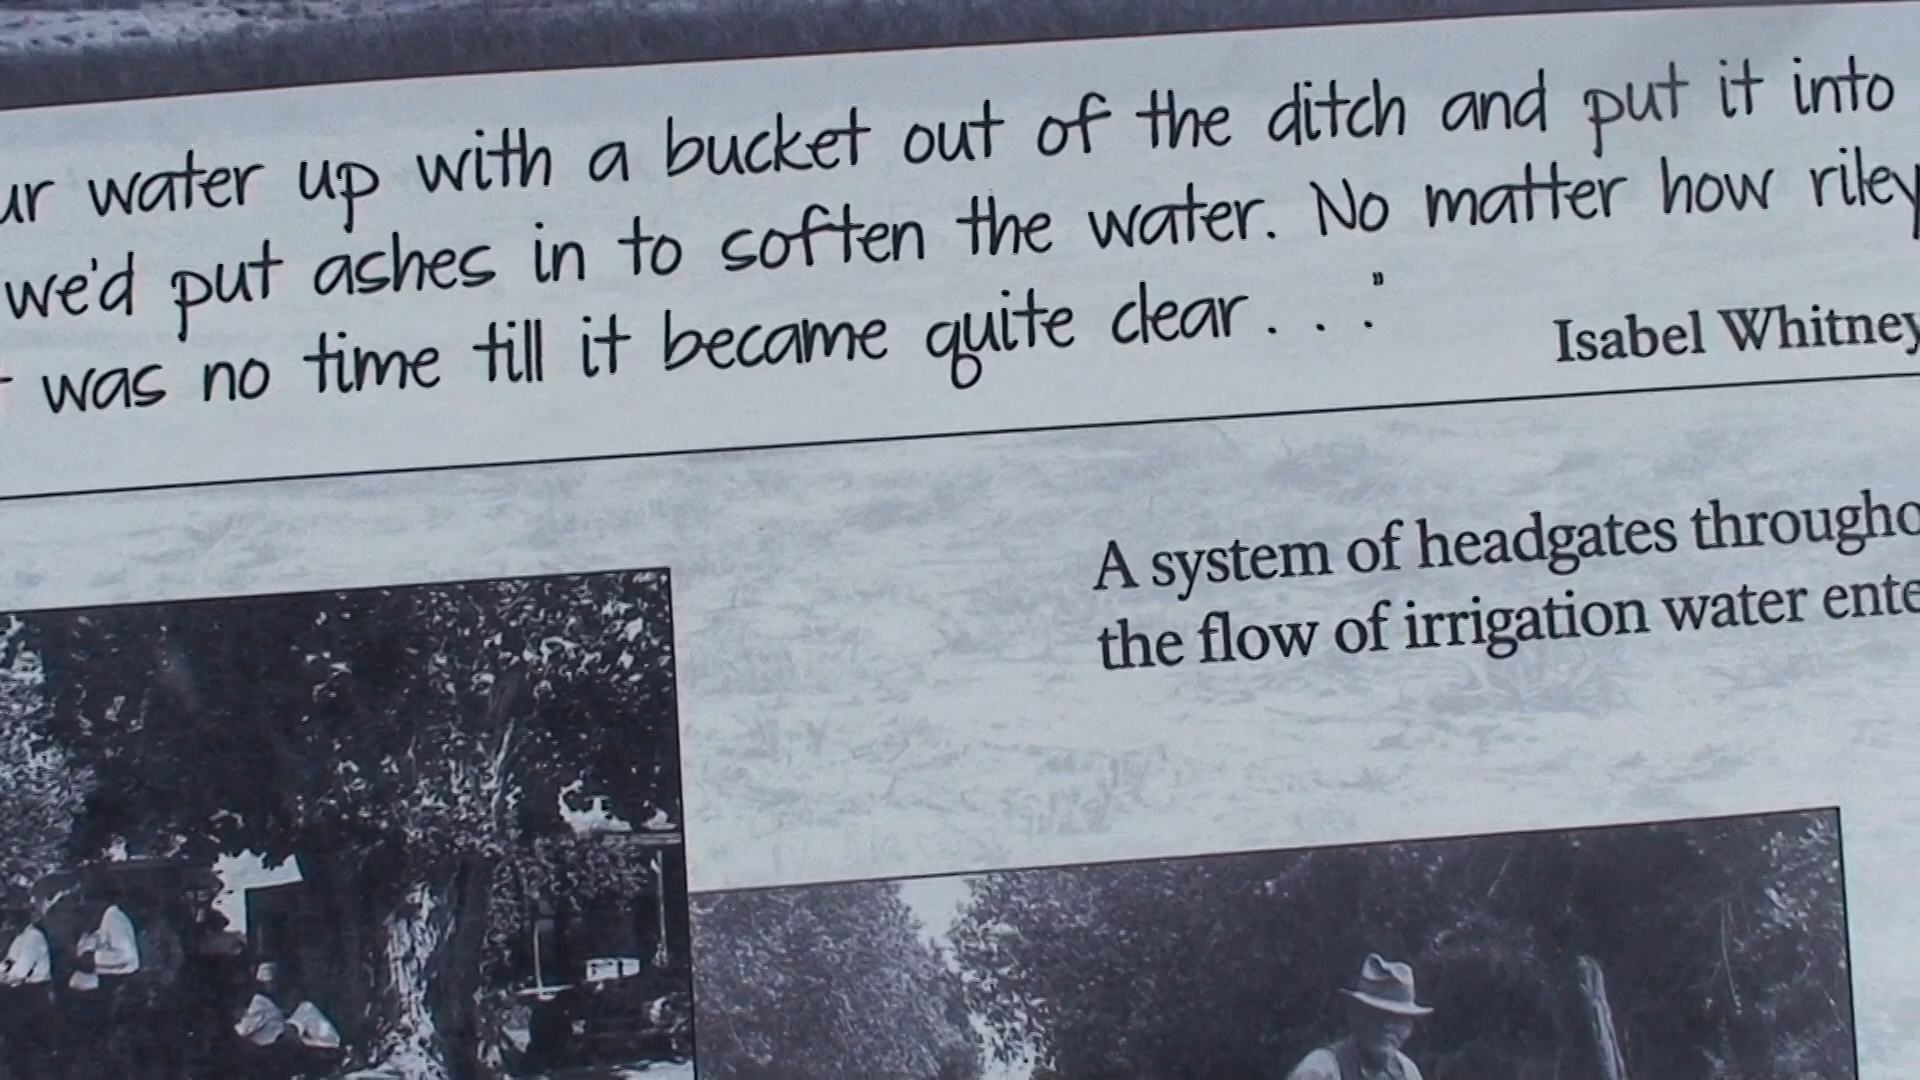 ur water up with a bucket out of the ditch and put it into
we'd put ashes in to soften the water. No matter how riley
was no time till it became quite clear . . ."
Isabel Whitney
A system of headgates througho
the flow of irrigation water ente